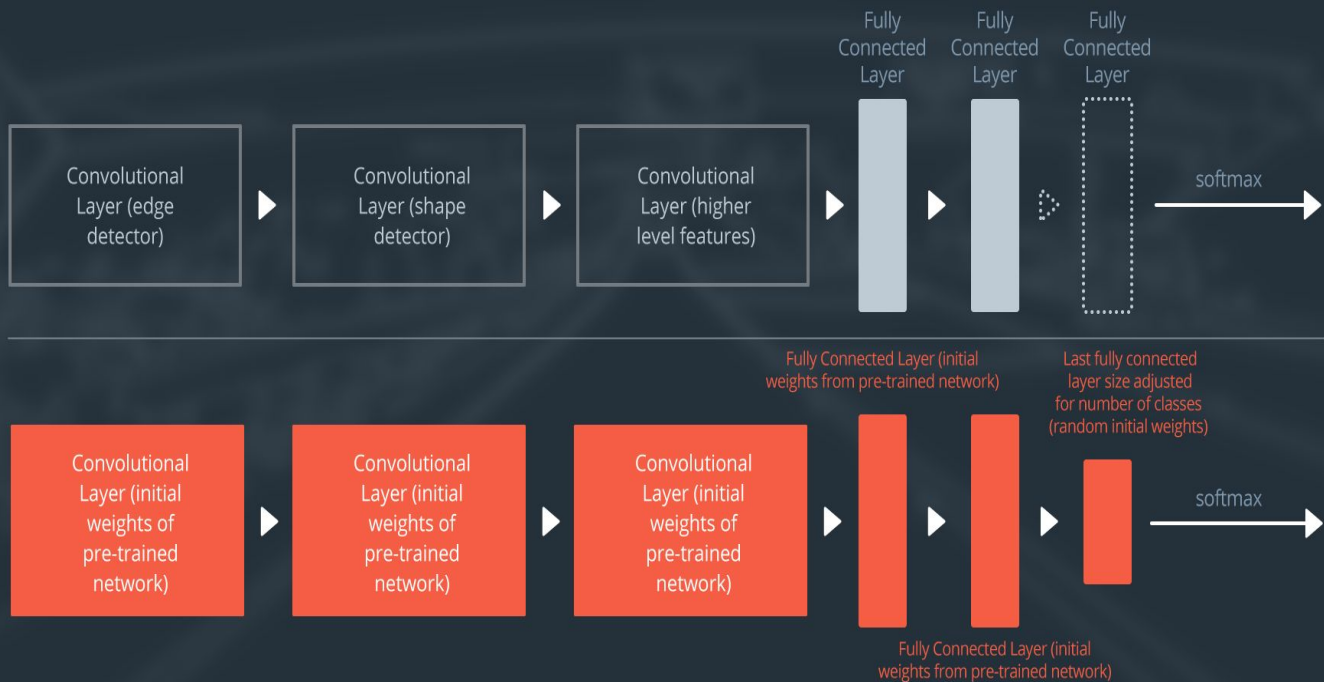 Fully
Connected
Layer
Fully
Connected
Layer
Fully
Connected
Layer
Convolutional
Layer (edge
detector)
Convolutional
Layer (shape
detector)
Convolutional
Layer (higher
level features)
softmax
Fully Connected Layer (initial
weights from pre-trained network)
Last fully connected
layer size adjusted
for number of classes
(random initial weights)
Convolutional
Layer (initial
weights of
pre-trained
network)
Convolutional
Layer (initial
weights of
pre-trained
network)
Convolutional
Layer (initial
weights of
pre-trained
network)
softmax
Fully Connected Layer (initial
weights from pre-trained network)